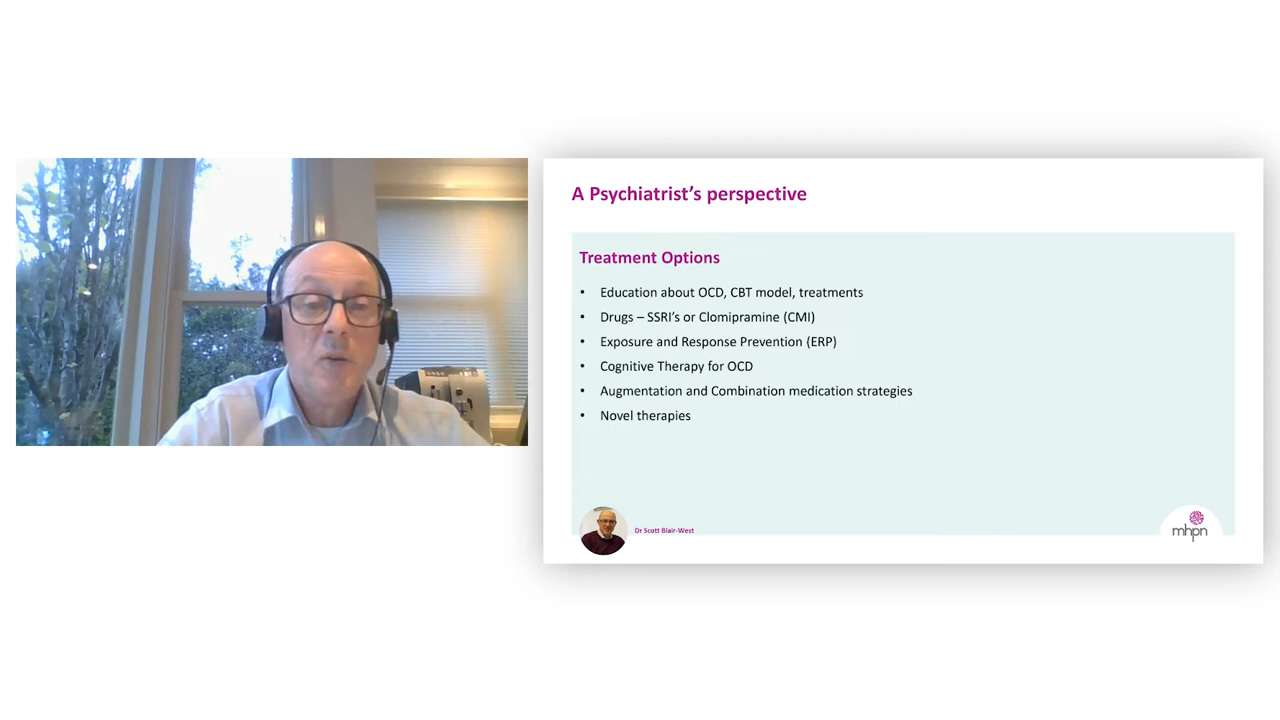 A Psychiatrist’s perspective
Treatment Options
• Education about OCD, CBT model, treatments
• Drugs – SSRI’s or Clomipramine (CMI)
• Exposure and Response Prevention (ERP)
• Cognitive Therapy for OCD
• Augmentation and Combination medication strategies
• Novel therapies
Dr Scott Blair-West
mhpn